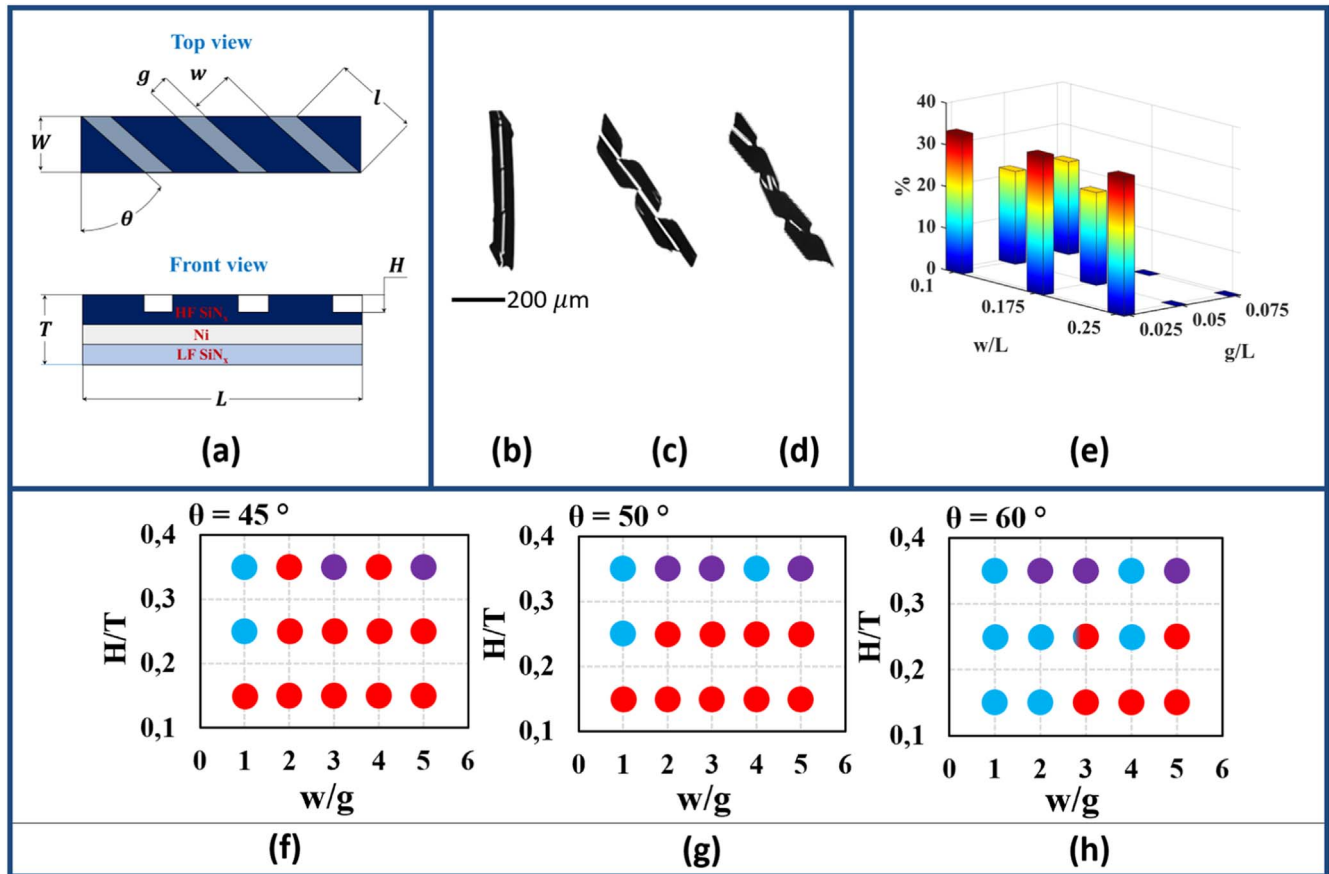 Top view
g
w
l
W
θ
Front view
H
T
HF SiNx
Ni
LF SiNx
L
(a)
200 μm
(b) (c) (d)
40
30
20
10
0
%
0.1
0.175
0.25
w/L
0.025
0.05
0.075
g/L
(e)
θ = 45 °
0,4
0,3
0,2
0,1
H/T
0 1 2 3 4 5 6
w/g
(f)
θ = 50 °
0,4
0,3
0,2
0,1
H/T
0 1 2 3 4 5 6
w/g
(g)
θ = 60 °
0,4
0,3
0,2
0,1
H/T
0 1 2 3 4 5 6
w/g
(h)